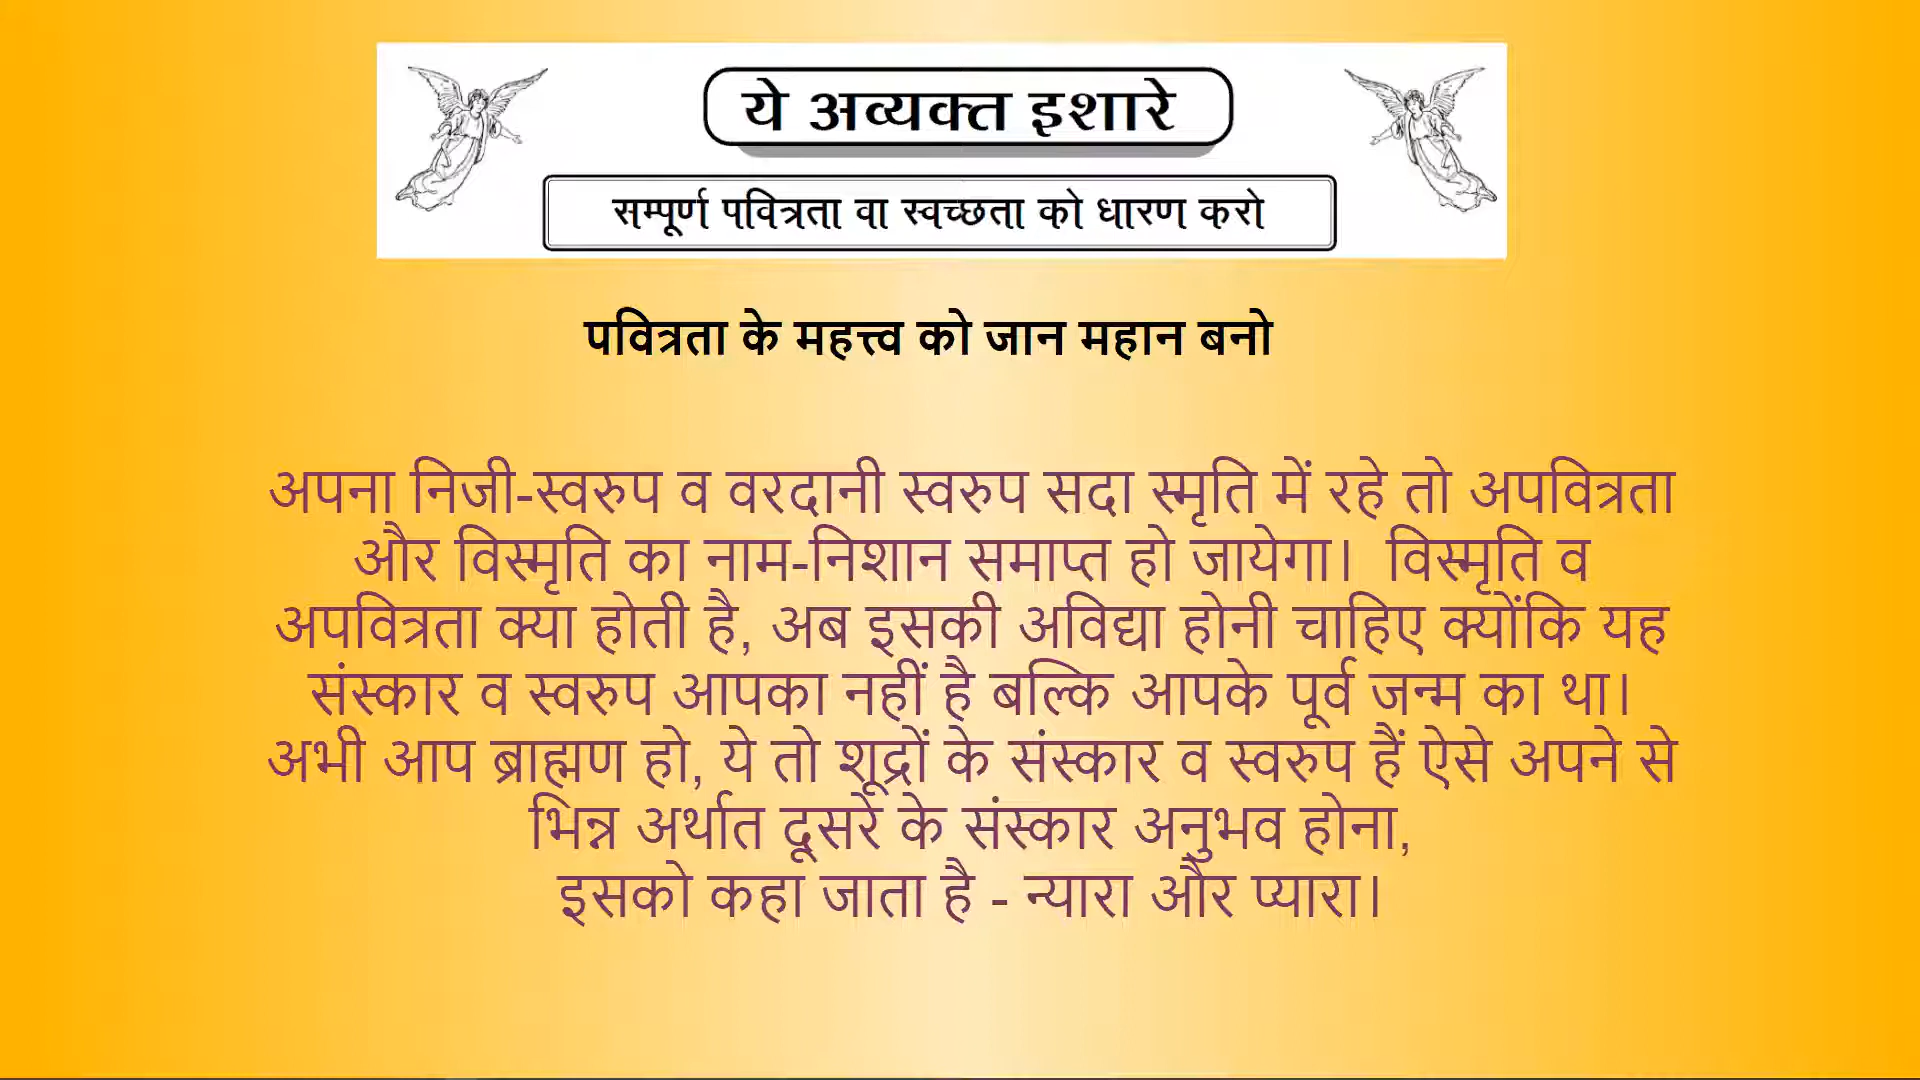 ये अव्यक्त इशारे
सम्पूर्ण पवित्रता वा स्वच्छता को धारण करो
पवित्रता के महत्त्व को जान महान बनो
अपना निजी-स्वरुप व वरदानी स्वरुप सदा स्मृति में रहे तो अपवित्रता
और विस्मृति का नाम-निशान समाप्त हो जायेगा। विस्मृति व
अपवित्रता क्या होती है, अब इसकी अविद्या होनी चाहिए क्योंकि यह
संस्कार व स्वरुप आपका नहीं है बल्कि आपके पूर्व जन्म का था।
अभी आप ब्राह्मण हो, ये तो शूद्रों के संस्कार व स्वरुप हैं ऐसे अपने से
भिन्न अर्थात दूसरे के संस्कार अनुभव होना,
इसको कहा जाता है - न्यारा और प्यारा।